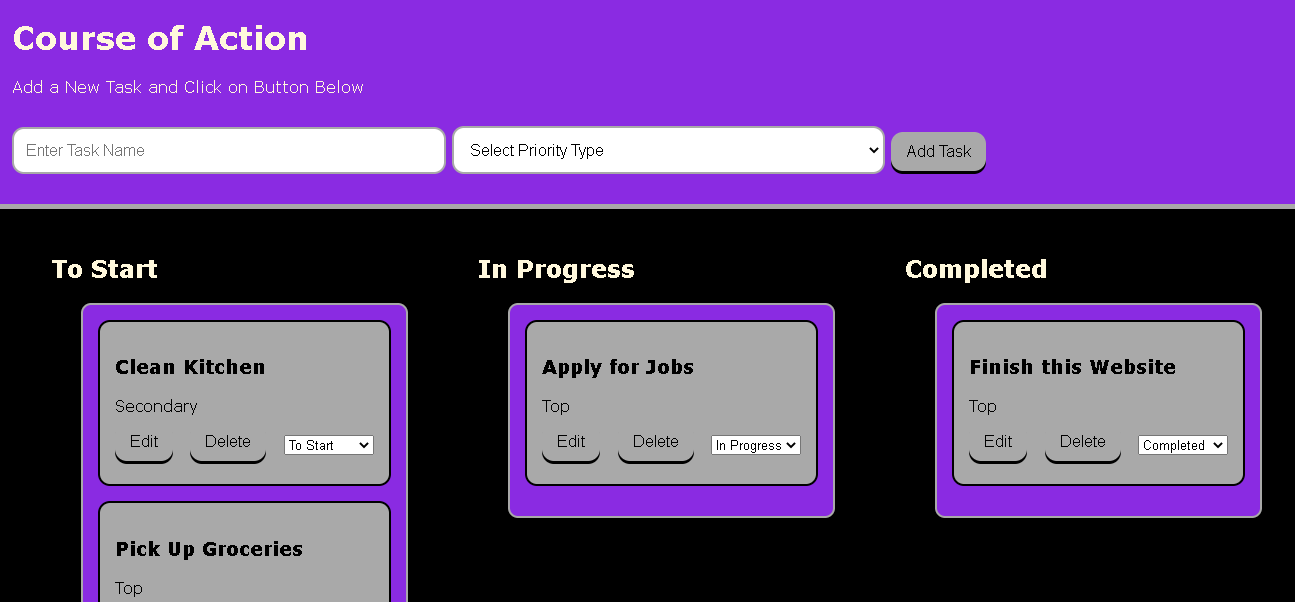 Course of Action
Add a New Task and Click on Button Below
Enter Task Name
Select Priority Type
Add Task
To Start
Clean Kitchen
Secondary
Edit Delete To Start
Pick Up Groceries
Top
In Progress
Apply for Jobs
Top
Edit Delete In Progress
Completed
Finish this Website
Top
Edit Delete Completed